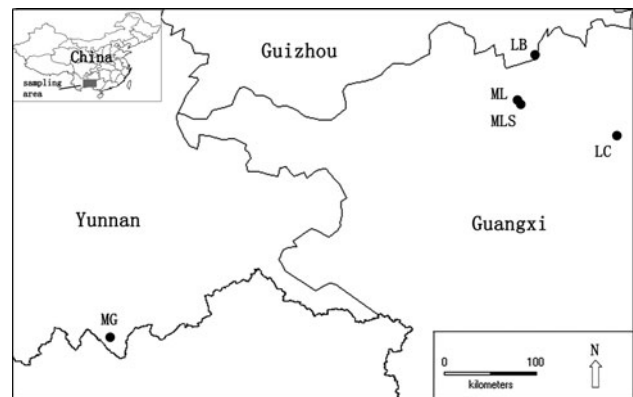 China
sampling
area
Guizhou
LB
ML
MLS
LC
Yunnan
Guangxi
MG
0 100
kilometers
N